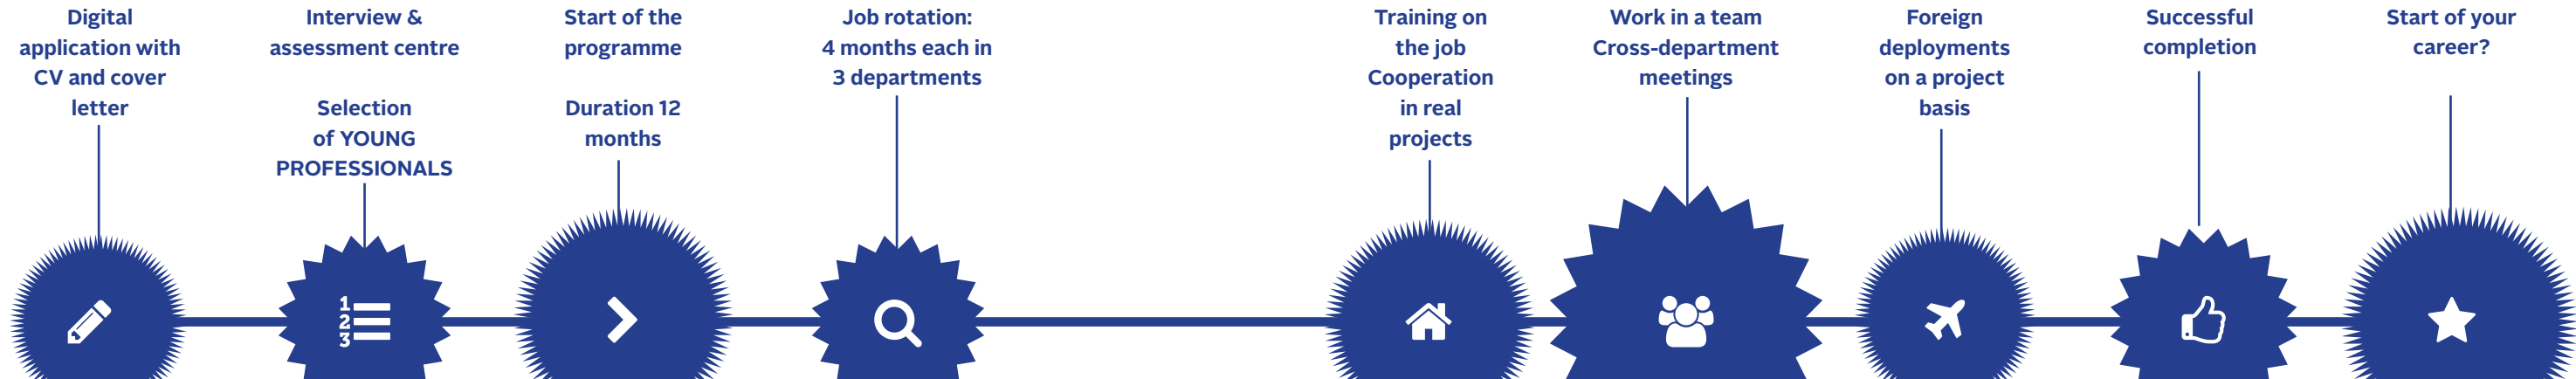 Digital
application with
CV and cover
letter
Interview &
assessment centre
Selection
of YOUNG
PROFESSIONALS
Start of the
programme
Duration 12
months
Job rotation:
4 months each in
3 departments
Training on
the job
Cooperation
in real
projects
Work in a team
Cross-department
meetings
Foreign
deployments
on a project
basis
Successful
completion
Start of your
career?
1
2
3